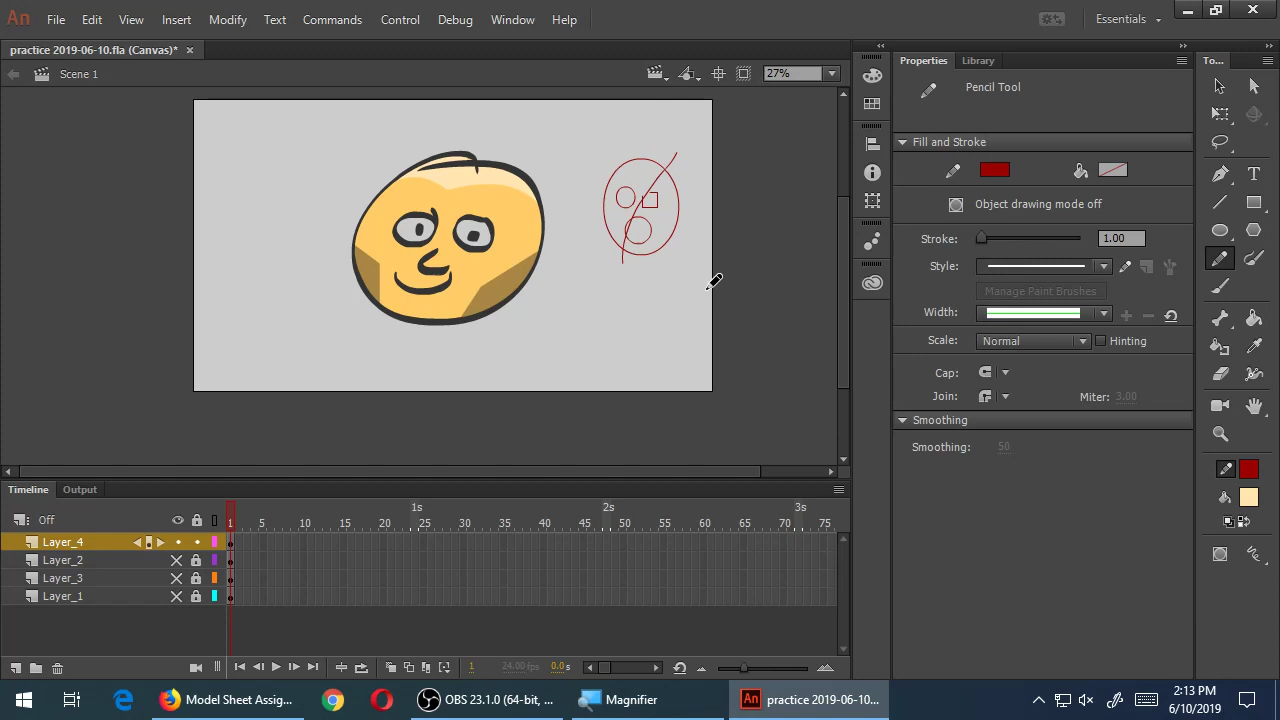 An File Edit View Insert Modify Text Commands Control Debug Window Help Essentials
practice 2019-06-10.fla (Canvas)* ×
Scene 1 27%
Properties Library To...
Pencil Tool
Fill and Stroke
Object drawing mode off
Stroke: 1.00
Style:
Manage Paint Brushes
Width:
Scale: Normal Hinting
Cap:
Join: Miter: 3.00
Smoothing
Smoothing: 50
Timeline Output
1s 2s 3s
Off 1 5 10 15 20 25 30 35 40 45 50 55 60 65 70 75
Layer_4
Layer_2
Layer_3
Layer_1
1 24.00 fps 0.0 s
Model Sheet Assig... OBS 23.1.0 (64-bit, ... Magnifier An practice 2019-06-10...
2:13 PM
6/10/2019